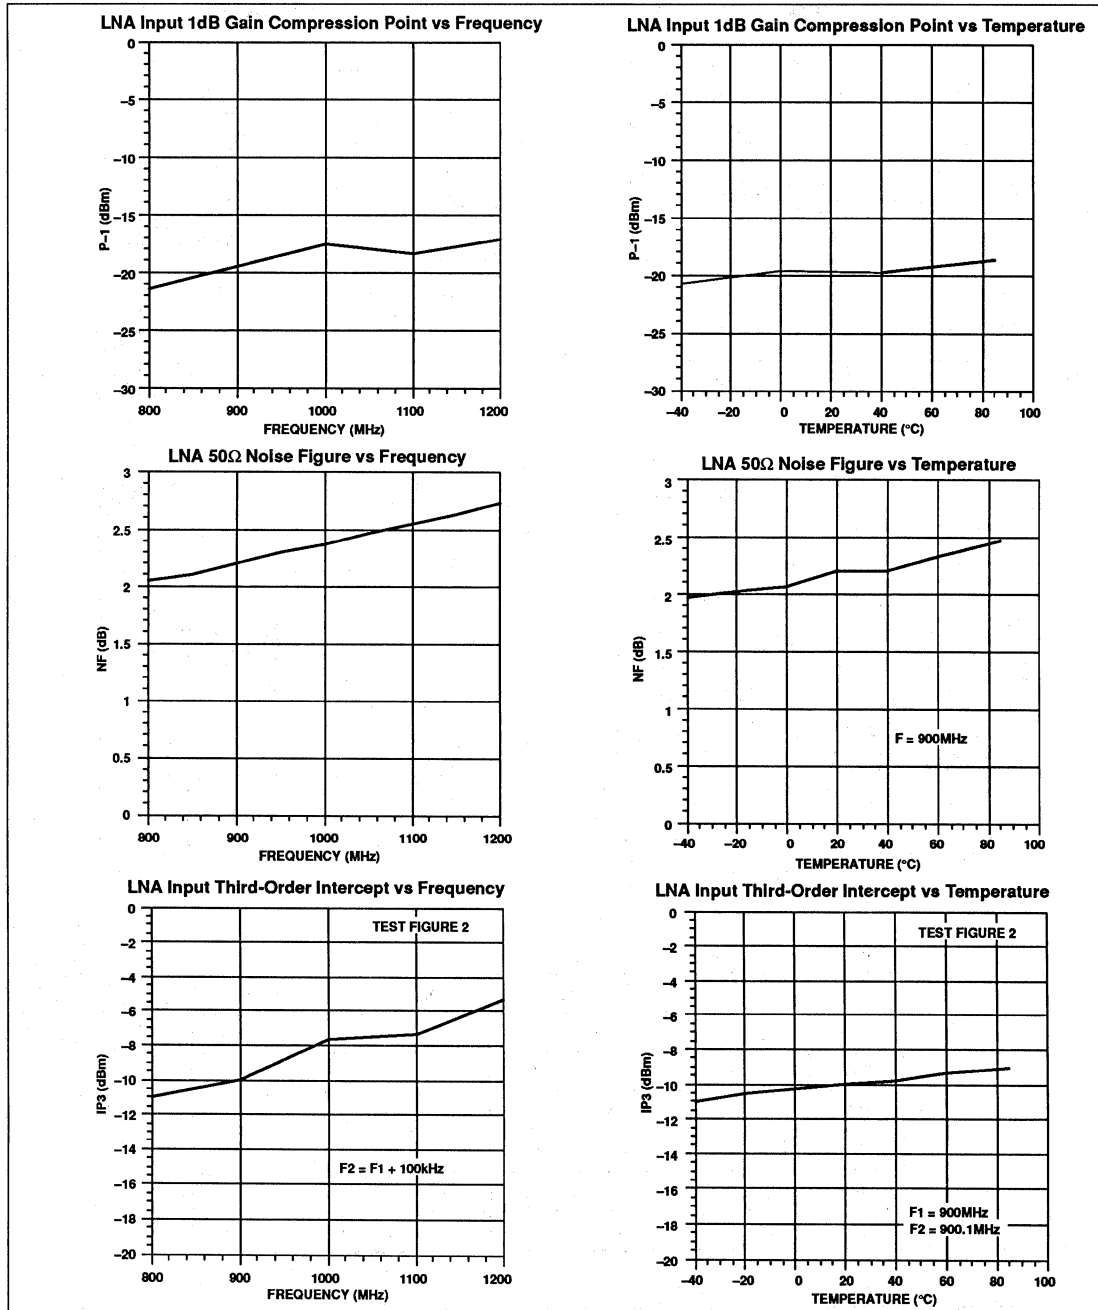 LNA Input 1dB Gain Compression Point vs Frequency
0
–5
–10
–15
–20
–25
–30
P–1 (dBm)
800 900 1000 1100 1200
FREQUENCY (MHz)
LNA Input 1dB Gain Compression Point vs Temperature
0
–5
–10
–15
–20
–25
–30
P–1 (dBm)
–40 –20 0 20 40 60 80 100
TEMPERATURE (°C)
LNA 50Ω Noise Figure vs Frequency
3
2.5
2
1.5
1
0.5
0
NF (dB)
800 900 1000 1100 1200
FREQUENCY (MHz)
LNA 50Ω Noise Figure vs Temperature
3
2.5
2
1.5
1
0.5
0
NF (dB)
F = 900MHz
–40 –20 0 20 40 60 80 100
TEMPERATURE (°C)
LNA Input Third-Order Intercept vs Frequency
0
–2
–4
–6
–8
–10
–12
–14
–16
–18
–20
IP3 (dBm)
TEST FIGURE 2
F2 = F1 + 100kHz
800 900 1000 1100 1200
FREQUENCY (MHz)
LNA Input Third-Order Intercept vs Temperature
0
–2
–4
–6
–8
–10
–12
–14
–16
–18
–20
IP3 (dBm)
TEST FIGURE 2
F1 = 900MHz
F2 = 900.1MHz
–40 –20 0 20 40 60 80 100
TEMPERATURE (°C)